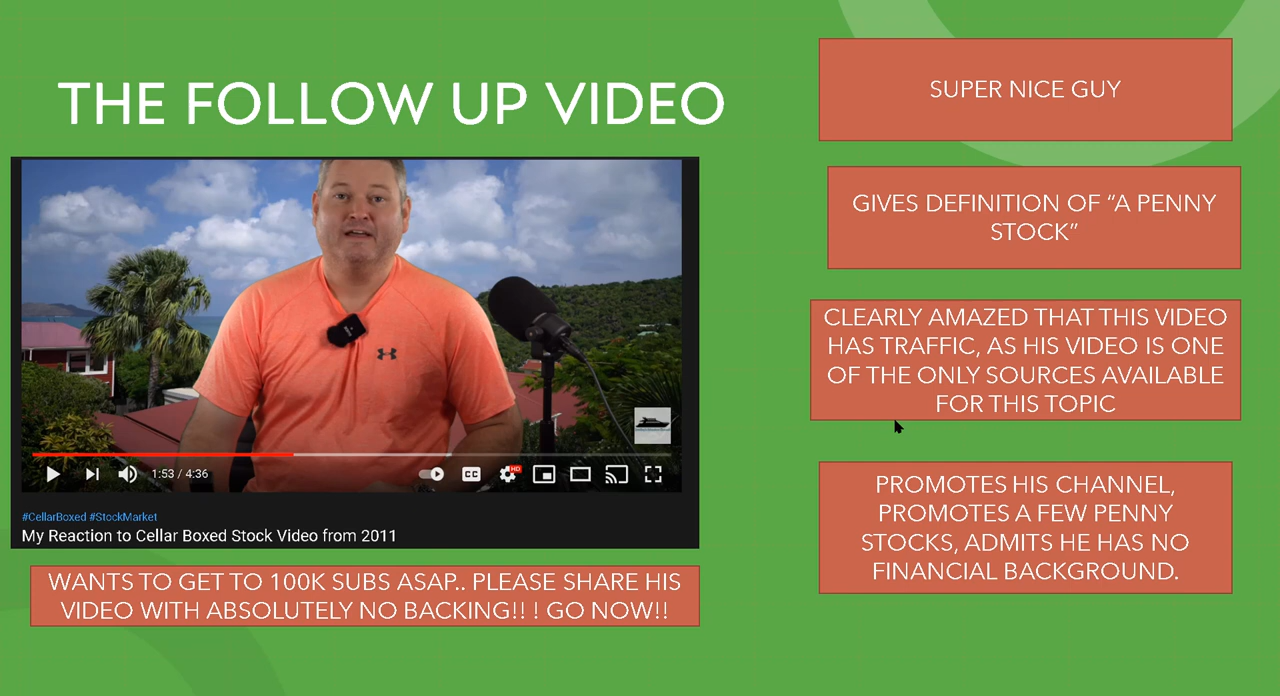 THE FOLLOW UP VIDEO
1:53 / 4:36
CC
HD
#CellarBoxed #StockMarket
My Reaction to Cellar Boxed Stock Video from 2011
WANTS TO GET TO 100K SUBS ASAP.. PLEASE SHARE HIS
VIDEO WITH ABSOLUTELY NO BACKING!! ! GO NOW!!
SUPER NICE GUY
GIVES DEFINITION OF “A PENNY
STOCK”
CLEARLY AMAZED THAT THIS VIDEO
HAS TRAFFIC, AS HIS VIDEO IS ONE
OF THE ONLY SOURCES AVAILABLE
FOR THIS TOPIC
PROMOTES HIS CHANNEL,
PROMOTES A FEW PENNY
STOCKS, ADMITS HE HAS NO
FINANCIAL BACKGROUND.